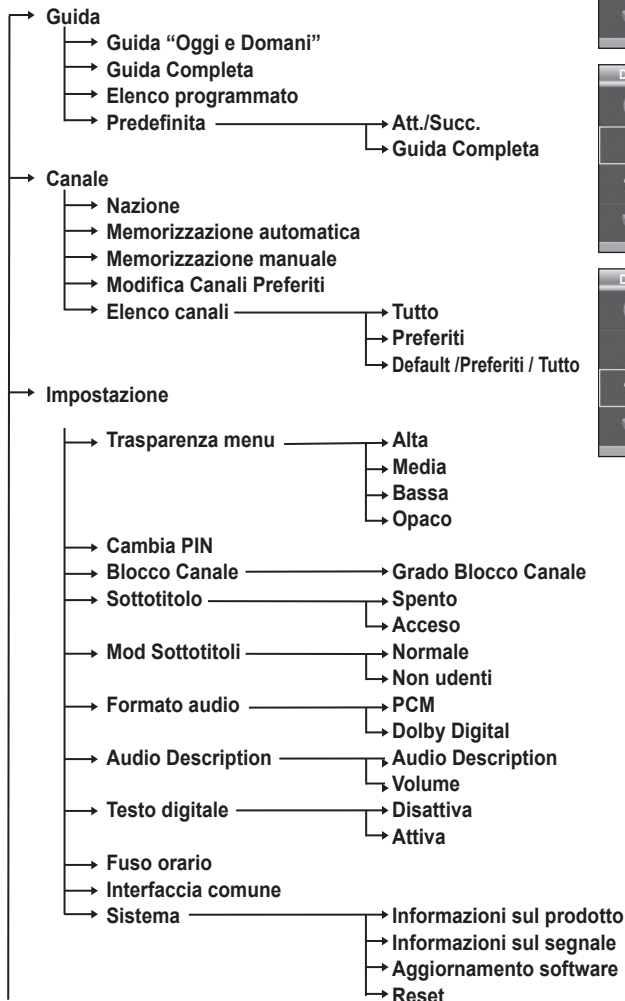 Guida
Guida “Oggi e Domani”
Guida Completa
Elenco programmato
Predefinita Att./Succ.
Guida Completa
Canale
Nazione
Memorizzazione automatica
Memorizzazione manuale
Modifica Canali Preferiti
Elenco canali Tutto
Preferiti
Default /Preferiti / Tutto
Impostazione
Trasparenza menu Alta
Media
Bassa
Opaco
Cambia PIN
Blocco Canale Grado Blocco Canale
Sottotitolo Spento
Acceso
Mod Sottotitoli Normale
Non udenti
Formato audio PCM
Dolby Digital
Audio Description Audio Description
Volume
Testo digitale Disattiva
Attiva
Fuso orario
Interfaccia comune
Sistema Informazioni sul prodotto
Informazioni sul segnale
Aggiornamento software
Reset